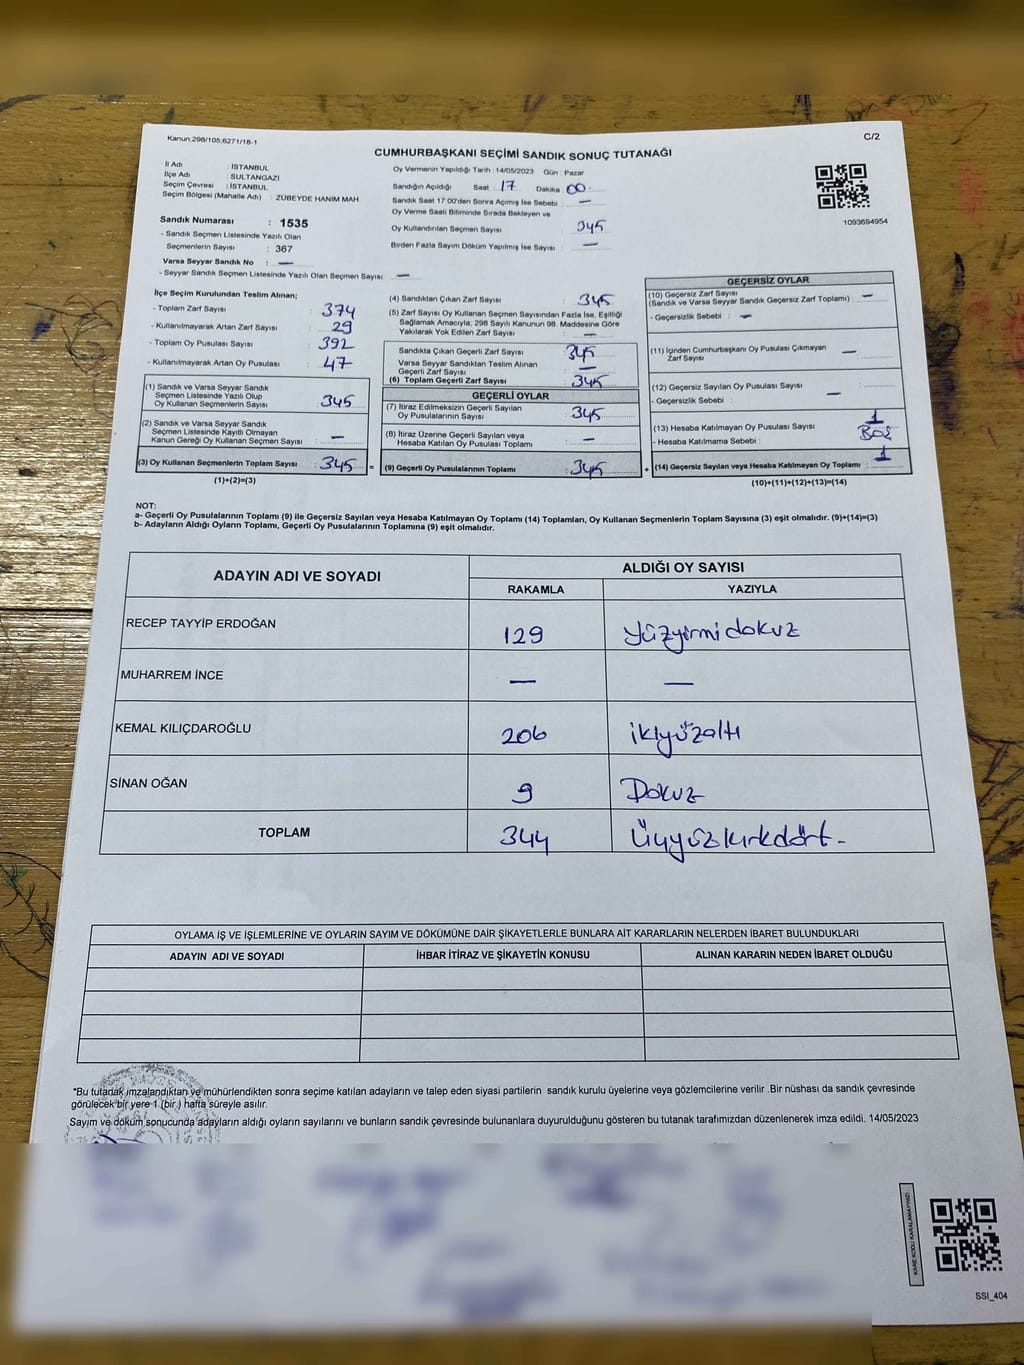 Kanun.298/105,6271/16-1
C/2
CUMHURBAŞKANI SEÇİMİ SANDIK SONUÇ TUTANAĞI
İl Adı : İSTANBUL
İlçe Adı : SULTANGAZİ
Seçim Çevresi : İSTANBUL
Seçim Bölgesi (Mahalle Adı) : ZÜBEYDE HANIM MAH.
Sandık Numarası : 1535
- Sandık Seçmen Listesinde Yazılı Olan
Seçmenlerin Sayısı : 367
Varsa Seyyar Sandık No : —
- Seyyar Sandık Seçmen Listesinde Yazılı Olan Seçmen Sayısı: —
Oy Vermenin Yapıldığı Tarih :14/05/2023 Gün : Pazar
Sandığın Açıldığı Saat : 17 Dakika : 00
Sandık Saat 17.00'den Sonra Açımış İse Sebebi : —
Oy Verme Saati Bitiminde Sırada Bekleyen ve
Oy Kullandırılan Seçmen Sayısı : 345
Birden Fazla Sayım Döküm Yapılmış İse Sayısı : —
1093694954
İlçe Seçim Kurulundan Teslim Alınan;
- Toplam Zarf Sayısı : 374
- Kullanılmayarak Artan Zarf Sayısı : 29
- Toplam Oy Pusulası Sayısı : 392
- Kullanılmayarak Artan Oy Pusulası : 47
(1) Sandık ve Varsa Seyyar Sandık
Seçmen Listesinde Yazılı Olup
Oy Kullanan Seçmenlerin Sayısı : 345
(2) Sandık ve Varsa Seyyar Sandık
Seçmen Listesinde Kayıtlı Olmayan
Kanun Gereği Oy Kullanan Seçmen Sayısı : —
(3) Oy Kullanan Seçmenlerin Toplam Sayısı : 345 =
(1)+(2)=(3)
(4) Sandıktan Çıkan Zarf Sayısı : 345
(5) Zarf Sayısı Oy Kullanan Seçmen Sayısından Fazla İse, Eşitliği
Sağlamak Amacıyla, 298 Sayılı Kanunun 98. Maddesine Göre
Yakılarak Yok Edilen Zarf Sayısı : —
Sandıkta Çıkan Geçerli Zarf Sayısı : 345
Varsa Seyyar Sandıktan Teslim Alınan
Geçerli Zarf Sayısı : —
(6) Toplam Geçerli Zarf Sayısı : 345
GEÇERLİ OYLAR
(7) İtiraz Edilmeksizin Geçerli Sayılan
Oy Pusulalarının Sayısı : 345
(8) İtiraz Üzerine Geçerli Sayılan veya
Hesaba Katılan Oy Pusulası Toplamı : —
(9) Geçerli Oy Pusulalarının Toplamı : 345 +
GEÇERSİZ OYLAR
(10) Geçersiz Zarf Sayısı
(Sandık ve Varsa Seyyar Sandık Geçersiz Zarf Toplamı) : —
- Geçersizlik Sebebi : —
(11) İçinden Cumhurbaşkanı Oy Pusulası Çıkmayan
Zarf Sayısı : —
(12) Geçersiz Sayılan Oy Pusulası Sayısı :
- Geçersizlik Sebebi : —
(13) Hesaba Katılmayan Oy Pusulası Sayısı : 1
- Hesaba Katılmama Sebebi : BOŞ
(14) Geçersiz Sayılan veya Hesaba Katılmayan Oy Toplamı : 1
(10)+(11)+(12)+(13)=(14)
NOT:
a- Geçerli Oy Pusulalarının Toplamı (9) ile Geçersiz Sayılan veya Hesaba Katılmayan Oy Toplamı (14) Toplamları, Oy Kullanan Seçmenlerin Toplam Sayısına (3) eşit olmalıdır. (9)+(14)=(3)
b- Adayların Aldığı Oyların Toplamı, Geçerli Oy Pusulalarının Toplamına (9) eşit olmalıdır.
ADAYIN ADI VE SOYADI
ALDIĞI OY SAYISI
RAKAMLA YAZIYLA
RECEP TAYYİP ERDOĞAN 129 Yüzyirmidokuz
MUHARREM İNCE — —
KEMAL KILIÇDAROĞLU 206 ikiyüzaltı
SİNAN OĞAN 9 Dokuz
TOPLAM 344 Üçyüzkırkdört-
OYLAMA İŞ VE İŞLEMLERİNE VE OYLARIN SAYIM VE DÖKÜMÜNE DAİR ŞİKAYETLERLE BUNLARA AİT KARARLARIN NELERDEN İBARET BULUNDUKLARI
ADAYIN ADI VE SOYADI İHBAR İTİRAZ VE ŞİKAYETİN KONUSU ALINAN KARARIN NEDEN İBARET OLDUĞU
*Bu tutanak imzalandıktan ve mühürlendikten sonra seçime katılan adayların ve talep eden siyasi partilerin sandık kurulu üyelerine veya gözlemcilerine verilir .Bir nüshası da sandık çevresinde
görülecek bir yere 1 (bir ) hafta süreyle asılır.
Sayım ve döküm sonucunda adayların aldığı oyların sayılarını ve bunların sandık çevresinde bulunanlara duyurulduğunu gösteren bu tutanak tarafımızdan düzenlenerek imza edildi. 14/05/2023
KARE KODU KARALAMAYINIZ!
SSI_404